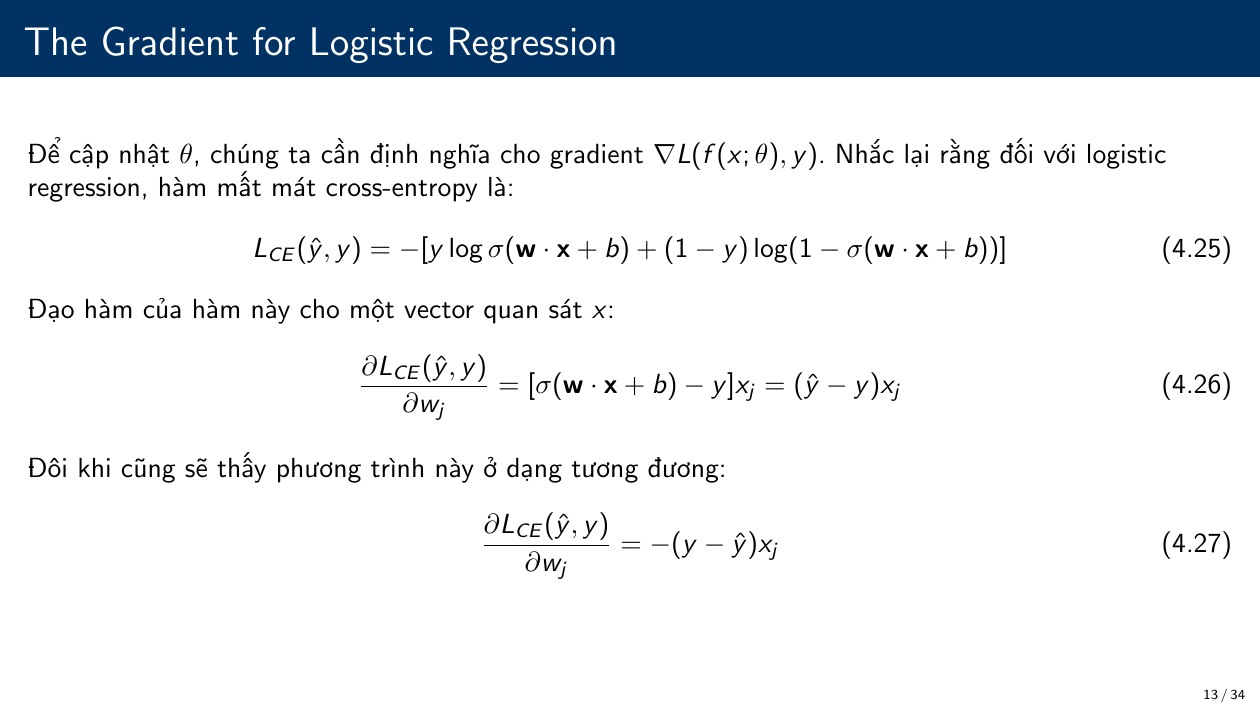 The Gradient for Logistic Regression
Để cập nhật θ, chúng ta cần định nghĩa cho gradient ∇L(f(x; θ), y). Nhắc lại rằng đối với logistic
regression, hàm mất mát cross-entropy là:
L_CE(ŷ, y) = −[y log σ(w · x + b) + (1 − y) log(1 − σ(w · x + b))] (4.25)
Đạo hàm của hàm này cho một vector quan sát x:
∂L_CE(ŷ, y)/∂w_j = [σ(w · x + b) − y]x_j = (ŷ − y)x_j (4.26)
Đôi khi cũng sẽ thấy phương trình này ở dạng tương đương:
∂L_CE(ŷ, y)/∂w_j = −(y − ŷ)x_j (4.27)
13 / 34